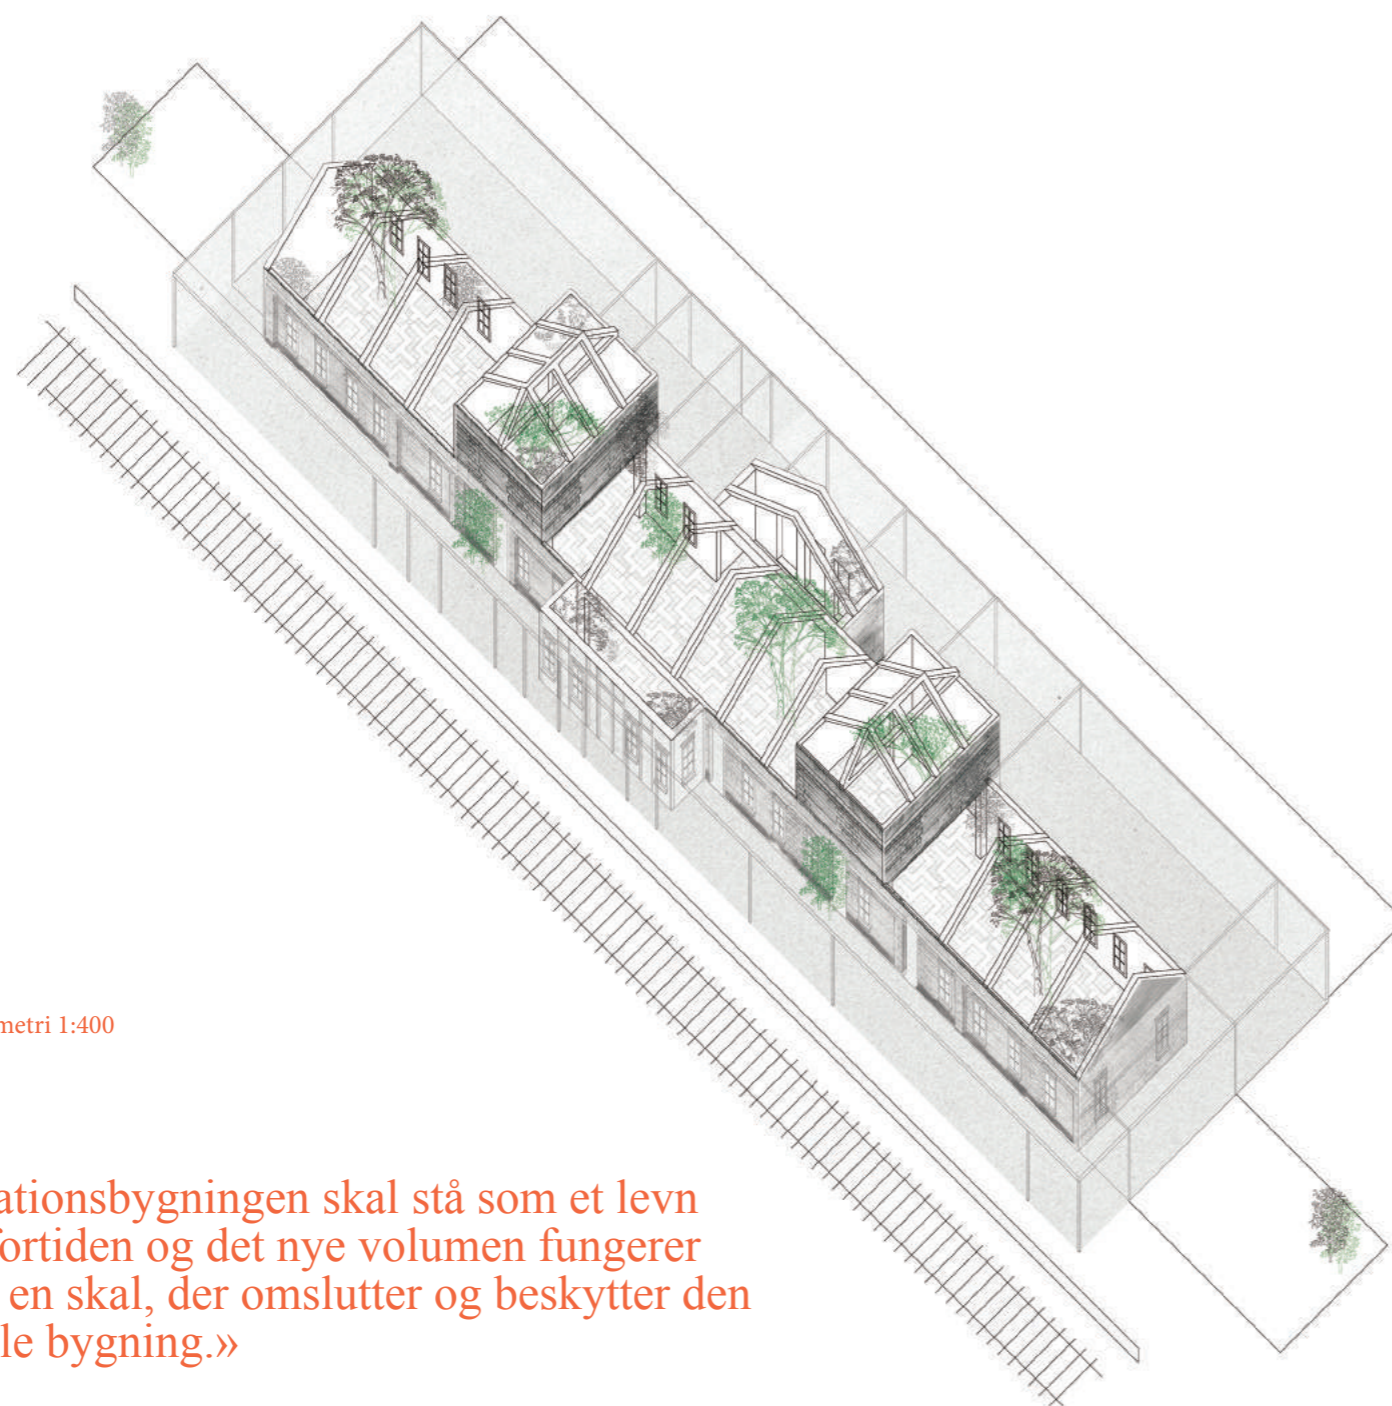 metri 1:400
ationsbygningen skal stå som et levn
fortiden og det nye volumen fungerer
en skal, der omslutter og beskytter den
le bygning.»